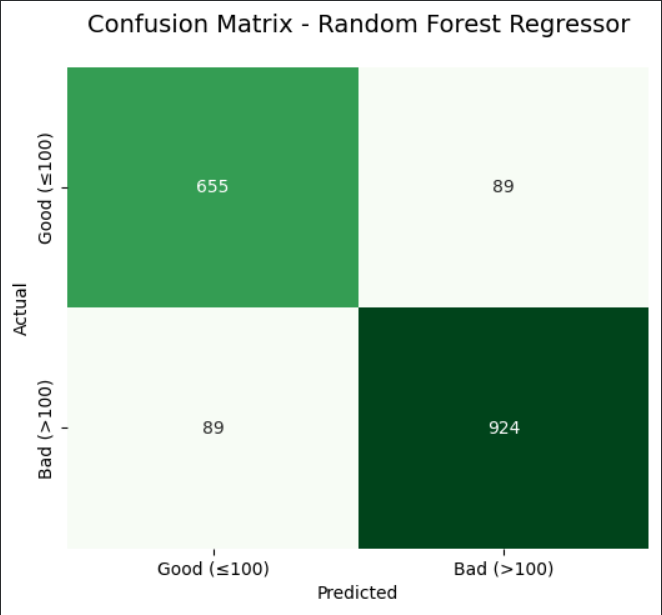 Confusion Matrix - Random Forest Regressor
Actual
Good (≤100)
655
89
Bad (>100)
89
924
Good (≤100)
Bad (>100)
Predicted